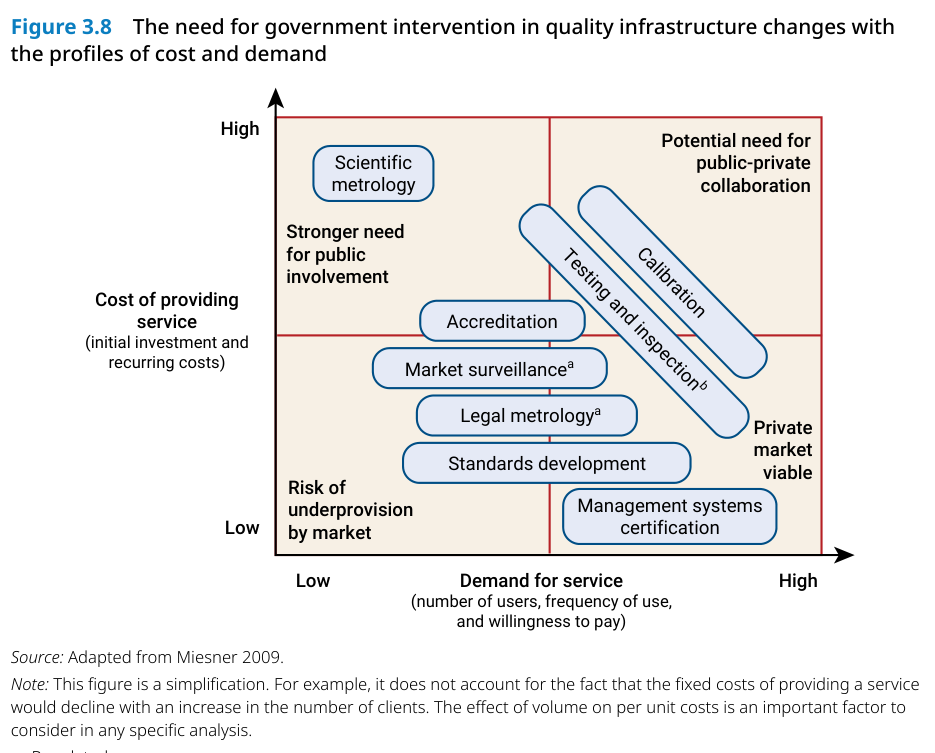 Figure 3.8 The need for government intervention in quality infrastructure changes with
the profiles of cost and demand
High
Scientific
metrology
Potential need for
public-private
collaboration
Stronger need
for public
involvement
Calibration
Testing and inspectionᵇ
Cost of providing
service
(initial investment and
recurring costs)
Accreditation
Market surveillanceᵃ
Legal metrologyᵃ
Private
market
viable
Standards development
Risk of
underprovision
by market
Management systems
certification
Low
Low
Demand for service
(number of users, frequency of use,
and willingness to pay)
High
Source: Adapted from Miesner 2009.
Note: This figure is a simplification. For example, it does not account for the fact that the fixed costs of providing a service
would decline with an increase in the number of clients. The effect of volume on per unit costs is an important factor to
consider in any specific analysis.